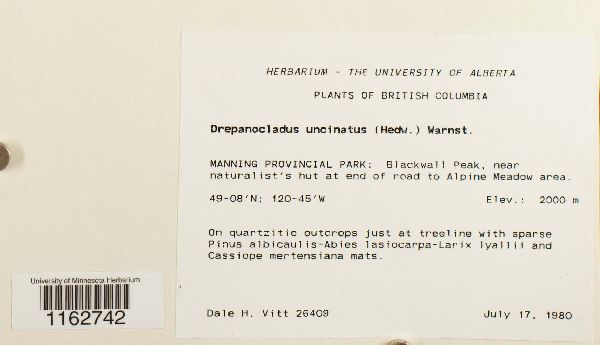 HERBARIUM - THE UNIVERSITY OF ALBERTA
PLANTS OF BRITISH COLUMBIA
Drepanocladus uncinatus (Hedw.) Warnst.
MANNING PROVINCIAL PARK: Blackwall Peak, near
naturalist's hut at end of road to Alpine Meadow area.
49-08'N; 120-45'W Elev.: 2000 m
On quartzitic outcrops just at treeline with sparse
Pinus albicaulis-Abies lasiocarpa-Larix lyallii and
Cassiope mertensiana mats.
Dale H. Vitt 26409 July 17, 1980
University of Minnesota Herbarium
1162742